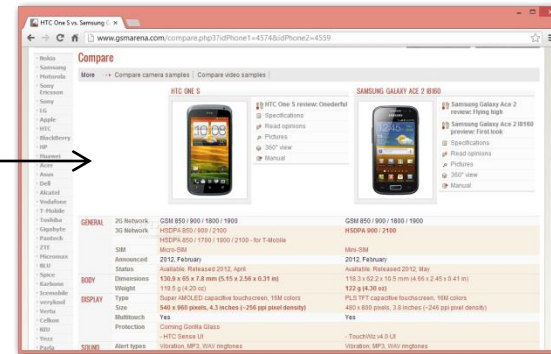 HTC One S vs. Samsung G
www.gsmarena.com/compare.php3?idPhone1=4574&idPhone2=4559
Nokia
Samsung
Motorola
Sony
Ericsson
Sony
LG
Apple
HTC
BlackBerry
HP
Huawei
Acer
Asus
Dell
Alcatel
Vodafone
T-Mobile
Toshiba
Gigabyte
Pantech
ZTE
Micromax
BLU
Spice
Karbonn
Icemobile
verykool
Vertu
Celkon
NIU
Yezz
Parla
Compare
More Compare camera samples Compare video samples
HTC ONE S
HTC One S review: Onederful
Specifications
Read opinions
Pictures
360° view
Manual
SAMSUNG GALAXY ACE 2 I8160
Samsung Galaxy Ace 2
review: Flying high
Samsung Galaxy Ace 2 I8160
preview: First look
Specifications
Read opinions
Pictures
360° view
Manual
GENERAL 2G Network GSM 850 / 900 / 1800 / 1900 GSM 850 / 900 / 1800 / 1900
3G Network HSDPA 850 / 900 / 2100 HSDPA 900 / 2100
HSDPA 850 / 1700 / 1900 / 2100 - for T-Mobile
SIM Micro-SIM Mini-SIM
Announced 2012, February 2012, February
Status Available. Released 2012, April Available. Released 2012, May
BODY Dimensions 130.9 x 65 x 7.8 mm (5.15 x 2.56 x 0.31 in) 118.3 x 62.2 x 10.5 mm (4.66 x 2.45 x 0.41 in)
Weight 119.5 g (4.20 oz) 122 g (4.30 oz)
DISPLAY Type Super AMOLED capacitive touchscreen, 16M colors PLS TFT capacitive touchscreen, 16M colors
Size 540 x 960 pixels, 4.3 inches (~256 ppi pixel density) 480 x 800 pixels, 3.8 inches (~246 ppi pixel density)
Multitouch Yes Yes
Protection Corning Gorilla Glass
- HTC Sense UI - TouchWiz v4.0 UI
SOUND Alert types Vibration, MP3, WAV ringtones Vibration, MP3, WAV ringtones